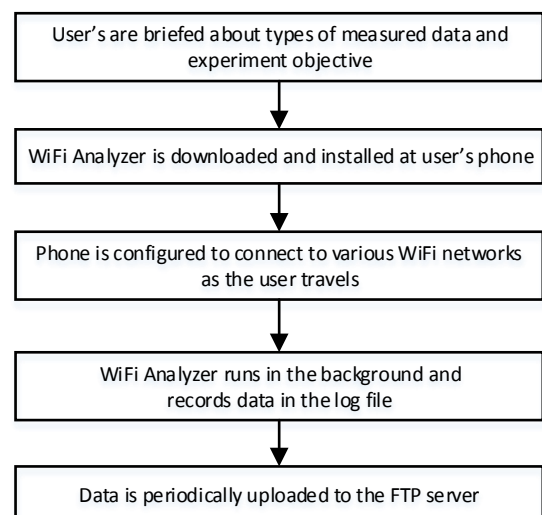 User's are briefed about types of measured data and
experiment objective
WiFi Analyzer is downloaded and installed at user's phone
Phone is configured to connect to various WiFi networks
as the user travels
WiFi Analyzer runs in the background and
records data in the log file
Data is periodically uploaded to the FTP server